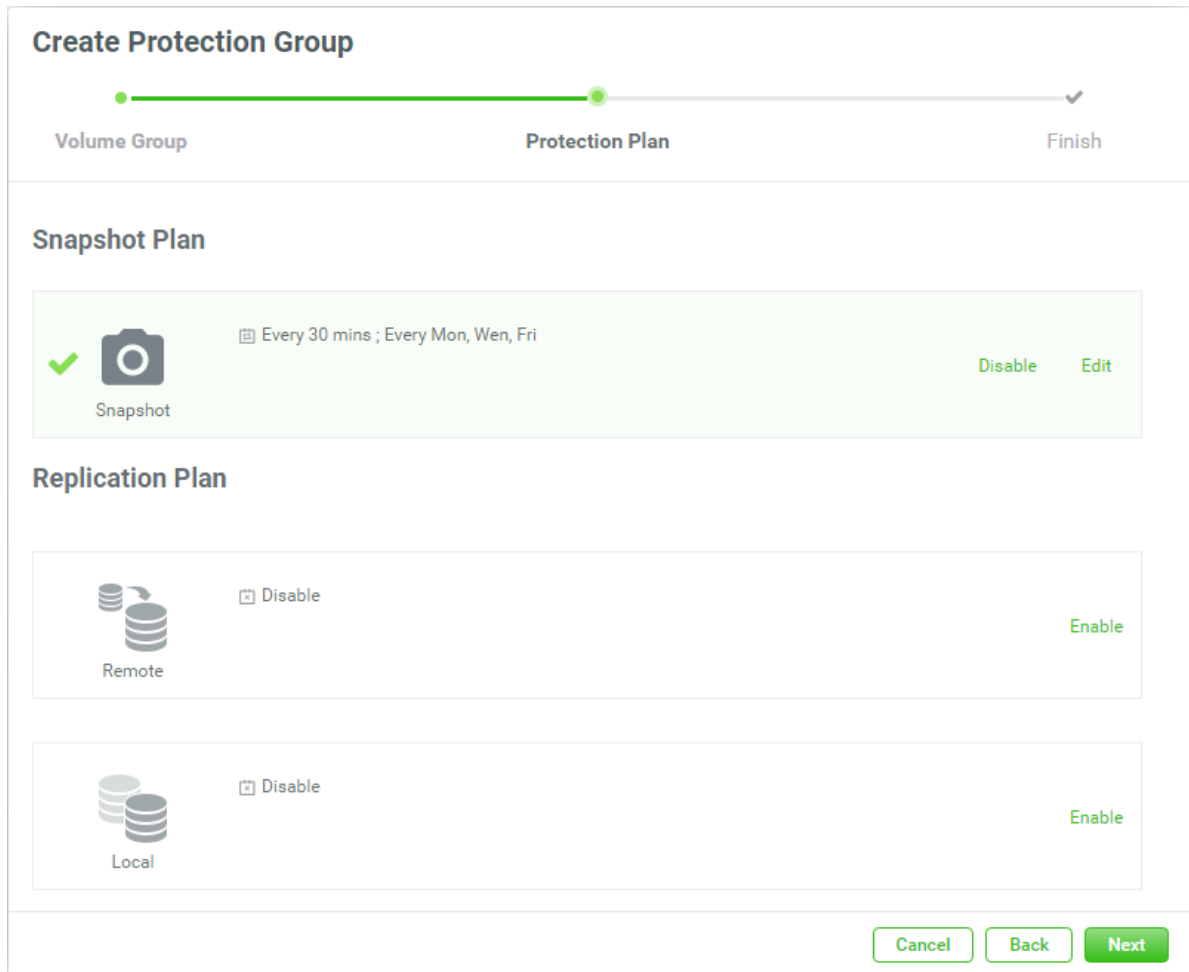 Create Protection Group
Volume Group Protection Plan Finish
Snapshot Plan
Every 30 mins ; Every Mon, Wen, Fri
Disable Edit
Snapshot
Replication Plan
Disable
Enable
Remote
Disable
Enable
Local
Cancel Back Next